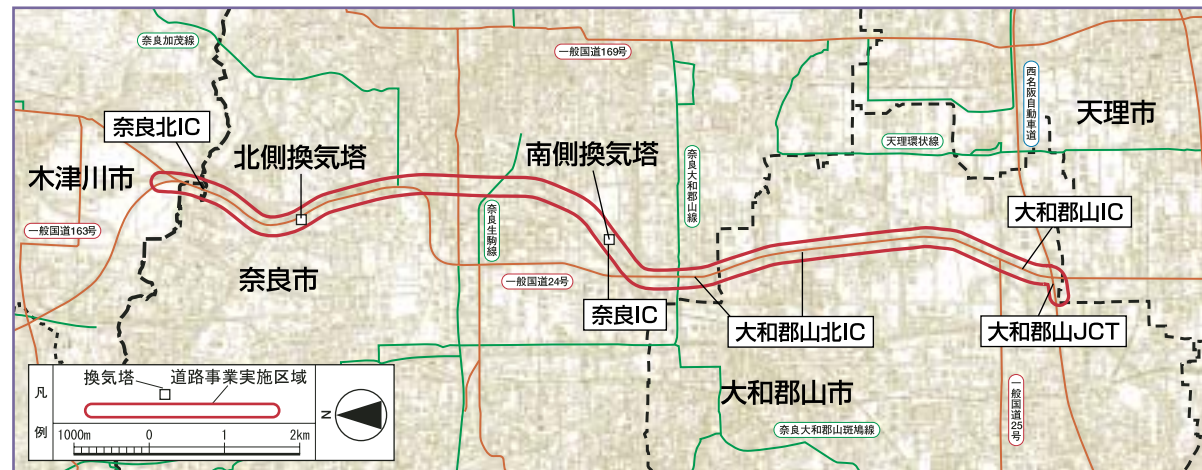 奈良加茂線
一般国道169号
西名阪自動車道
天理市
奈良北IC
北側換気塔
南側換気塔
天理環状線
木津川市
奈良大和郡山線
大和郡山IC
一般国道163号
奈良生駒線
奈良市
一般国道24号
奈良IC
大和郡山北IC
大和郡山JCT
大和郡山市
一般国道25号
奈良大和郡山斑鳩線
凡例
換気塔
道路事業実施区域
N
1000m 0 1 2km